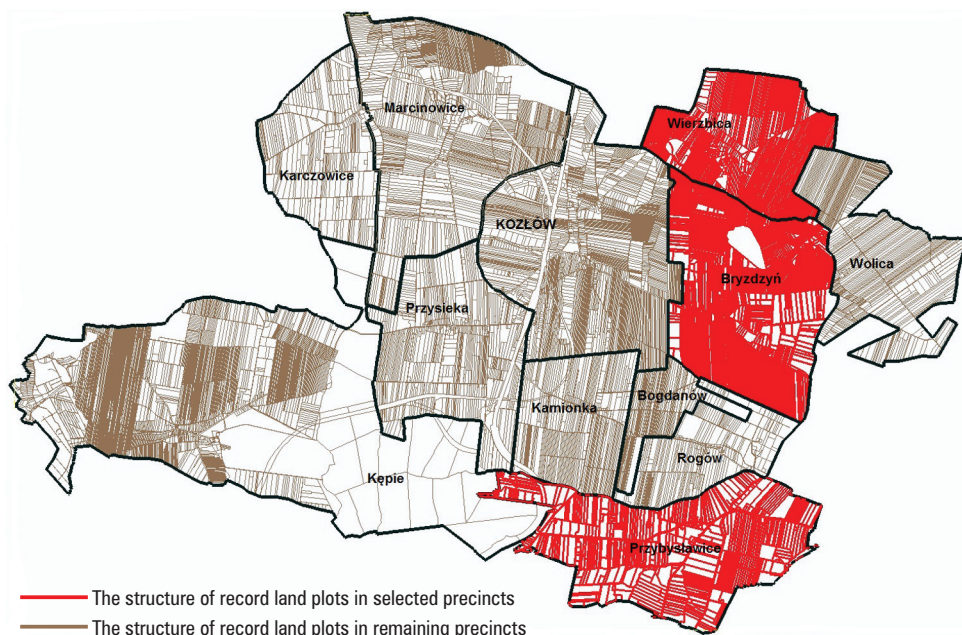 Marcinowice
Wierzbica
Karczowice
KOZŁÓW
Wolica
Bryzdzyń
Przysieka
Kamionka
Bogdanów
Rogów
Kępie
Przybysławice
The structure of record land plots in selected precincts
The structure of record land plots in remaining precincts